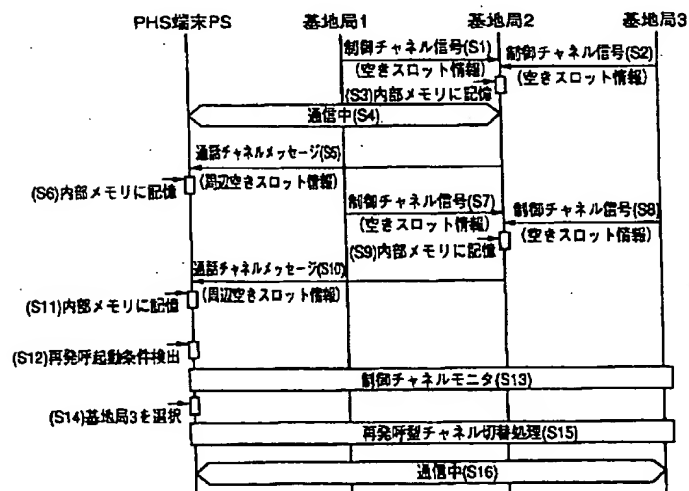 PHS端末PS 基地局1 基地局2 基地局3
制御チャネル信号(S1) 制御チャネル信号(S2)
(空きスロット情報) (空きスロット情報)
(S3)内部メモリに記憶
通信中(S4)
通話チャネルメッセージ(S5)
(周辺空きスロット情報)
(S6)内部メモリに記憶
制御チャネル信号(S7) 制御チャネル信号(S8)
(空きスロット情報) (空きスロット情報)
(S9)内部メモリに記憶
通話チャネルメッセージ(S10)
(周辺空きスロット情報)
(S11)内部メモリに記憶
(S12)再発呼起動条件検出
制御チャネルモニタ(S13)
(S14)基地局3を選択
再発呼型チャネル切替処理(S15)
通信中(S16)